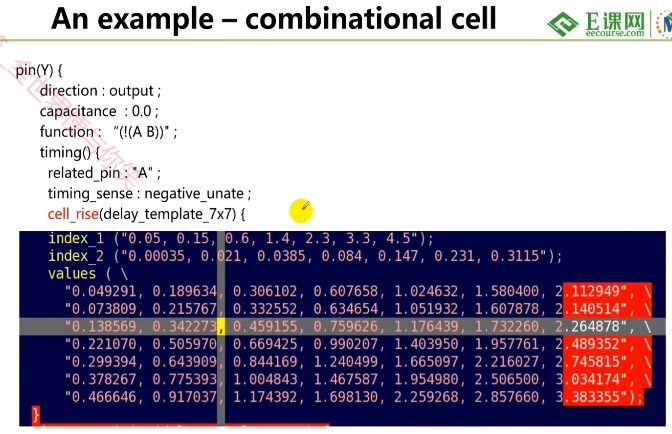 An example – combinational cell
E课网
eecourse.com
pin(Y) {
direction : output ;
capacitance : 0.0 ;
function : “(!(A B))" ;
timing() {
related_pin : "A" ;
timing_sense : negative_unate ;
cell_rise(delay_template_7x7) {
index_1 ("0.05, 0.15, 0.6, 1.4, 2.3, 3.3, 4.5");
index_2 ("0.00035, 0.021, 0.0385, 0.084, 0.147, 0.231, 0.3115");
values ( \
"0.049291, 0.189634, 0.306102, 0.607658, 1.024632, 1.580400, 2.112949", \
"0.073809, 0.215767, 0.332552, 0.634654, 1.051932, 1.607878, 2.140514", \
"0.138569, 0.342273, 0.459155, 0.759626, 1.176439, 1.732260, 2.264878", \
"0.221070, 0.505970, 0.669425, 0.990207, 1.403950, 1.957761, 2.489352", \
"0.299394, 0.643909, 0.844169, 1.240499, 1.665097, 2.216027, 2.745815", \
"0.378267, 0.775393, 1.004843, 1.467587, 1.954980, 2.506500, 3.034174", \
"0.466646, 0.917037, 1.174392, 1.698130, 2.259268, 2.857660, 3.383355");
}